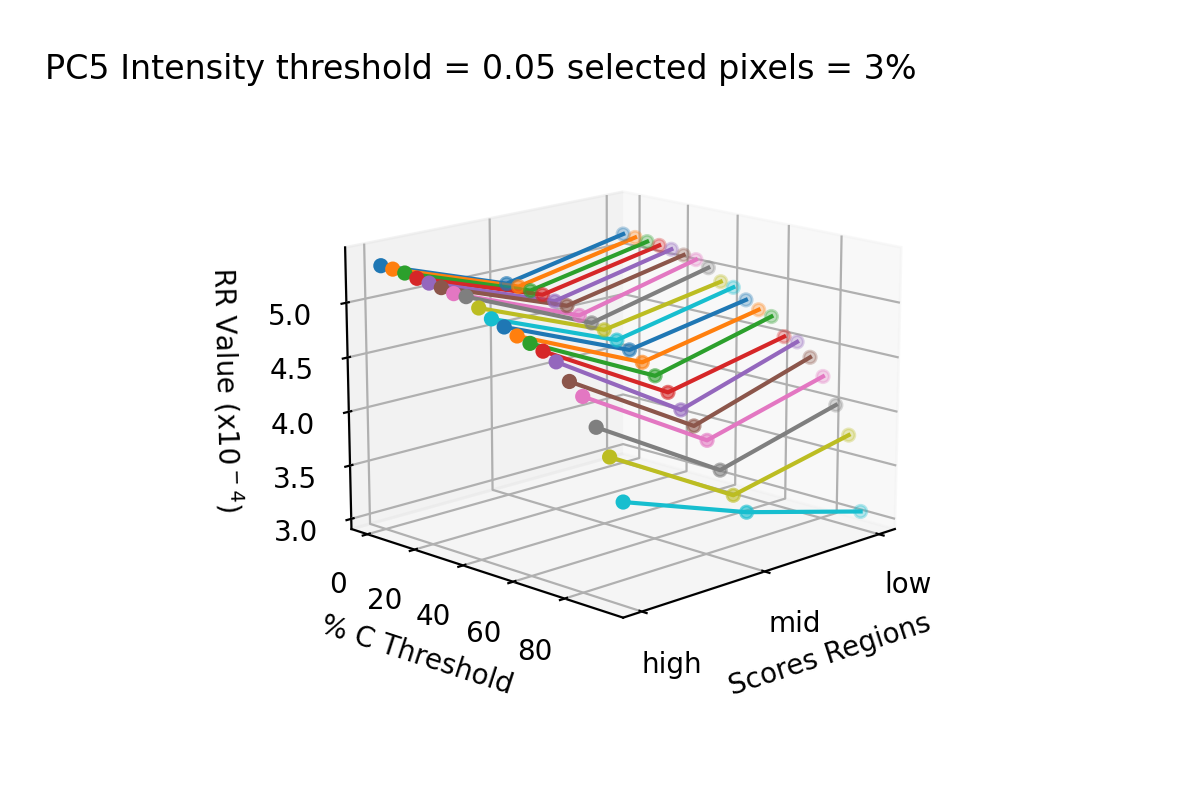 PC5 Intensity threshold = 0.05 selected pixels = 3%
RR Value (x10⁻⁴)
5.0
4.5
4.0
3.5
3.0
0
20
40
60
80
% C Threshold
high
mid
low
Scores Regions